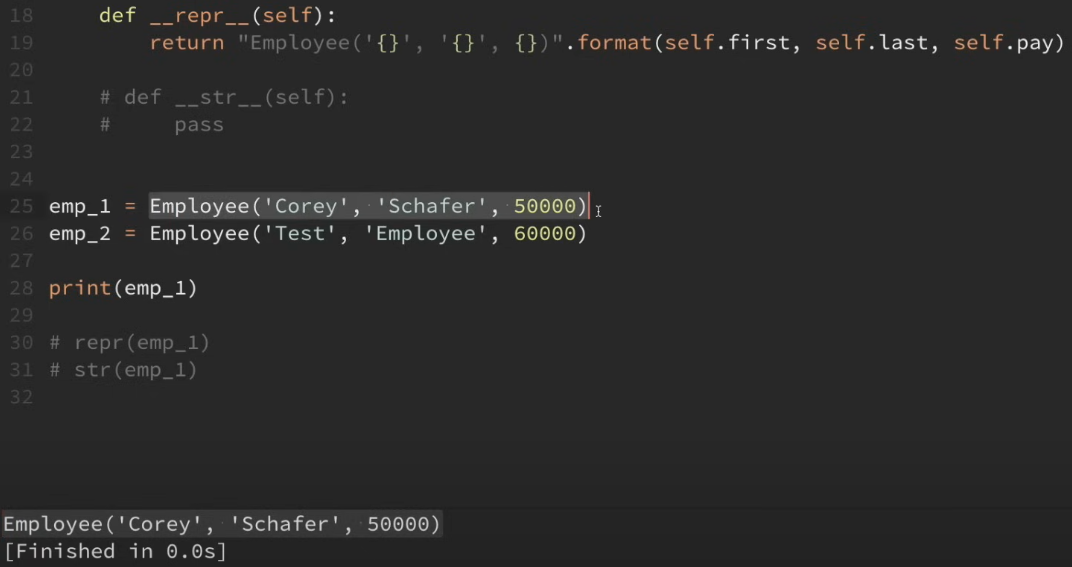 18 def __repr__(self):
19 return "Employee('{}', '{}', {})".format(self.first, self.last, self.pay)
20
21 # def __str__(self):
22 # pass
23
24
25 emp_1 = Employee('Corey', 'Schafer', 50000)
26 emp_2 = Employee('Test', 'Employee', 60000)
27
28 print(emp_1)
29
30 # repr(emp_1)
31 # str(emp_1)
32
Employee('Corey', 'Schafer', 50000)
[Finished in 0.0s]